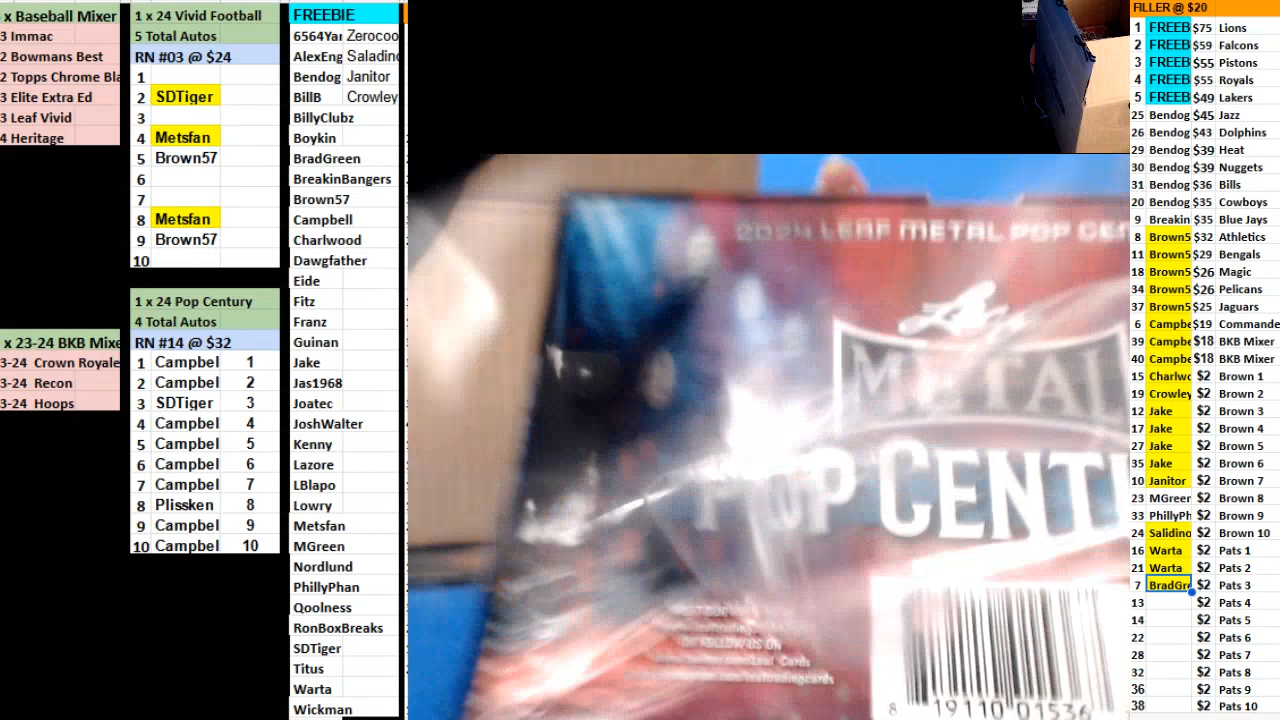 x Baseball Mixer
3 Immac
2 Bowmans Best
2 Topps Chrome Bla
3 Elite Extra Ed
3 Leaf Vivid
4 Heritage
x 23-24 BKB Mixe
3-24 Crown Royale
3-24 Recon
3-24 Hoops
1 x 24 Vivid Football
5 Total Autos
RN #03 @ $24
1
2 SDTiger
3
4 Metsfan
5 Brown57
6
7
8 Metsfan
9 Brown57
10
1 x 24 Pop Century
4 Total Autos
RN #14 @ $32
1 Campbel 1
2 Campbel 2
3 SDTiger 3
4 Campbel 4
5 Campbel 5
6 Campbel 6
7 Campbel 7
8 Plissken 8
9 Campbel 9
10 Campbel 10
FREEBIE
6564Yan Zerocoo
AlexEng Saladino
Bendog Janitor
BillB Crowley
BillyClubz
Boykin
BradGreen
BreakinBangers
Brown57
Campbell
Charlwood
Dawgfather
Eide
Fitz
Franz
Guinan
Jake
Jas1968
Joatec
JoshWalter
Kenny
Lazore
LBlapo
Lowry
Metsfan
MGreen
Nordlund
PhillyPhan
Qoolness
RonBoxBreaks
SDTiger
Titus
Warta
Wickman
2024 LEAF METAL POP CEN
Leaf
METAL
POP CENTU
FOLLOW US ON
8 19110 01536
FILLER @ $20
1 FREEB $75 Lions
2 FREEB $59 Falcons
3 FREEB $55 Pistons
4 FREEB $55 Royals
5 FREEB $49 Lakers
25 Bendog $45 Jazz
26 Bendog $43 Dolphins
29 Bendog $39 Heat
30 Bendog $39 Nuggets
31 Bendog $36 Bills
20 Bendog $35 Cowboys
9 Breakin $35 Blue Jays
8 Brown5 $32 Athletics
11 Brown5 $29 Bengals
18 Brown5 $26 Magic
34 Brown5 $26 Pelicans
37 Brown5 $25 Jaguars
6 Campbe $19 Commande
39 Campbe $18 BKB Mixer
40 Campbe $18 BKB Mixer
15 Charlwo $2 Brown 1
19 Crowley $2 Brown 2
12 Jake $2 Brown 3
17 Jake $2 Brown 4
27 Jake $2 Brown 5
35 Jake $2 Brown 6
10 Janitor $2 Brown 7
23 MGreen $2 Brown 8
33 PhillyPh $2 Brown 9
24 Salidino $2 Brown 10
16 Warta $2 Pats 1
21 Warta $2 Pats 2
7 BradGre $2 Pats 3
13 $2 Pats 4
14 $2 Pats 5
22 $2 Pats 6
28 $2 Pats 7
32 $2 Pats 8
36 $2 Pats 9
38 $2 Pats 10